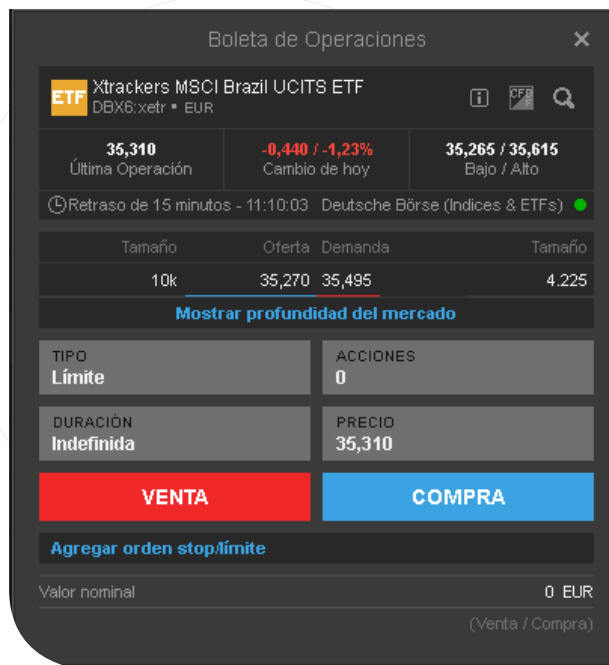 Boleta de Operaciones ×
ETF Xtrackers MSCI Brazil UCITS ETF
DBX6:xetr • EUR
35,310 -0,440 / -1,23% 35,265 / 35,615
Última Operación Cambio de hoy Bajo / Alto
Retraso de 15 minutos - 11:10:03 Deutsche Börse (Indices & ETFs)
Tamaño Oferta Demanda Tamaño
10k 35,270 35,495 4.225
Mostrar profundidad del mercado
TIPO ACCIONES
Límite 0
DURACIÓN PRECIO
Indefinida 35,310
VENTA COMPRA
Agregar orden stop/límite
Valor nominal 0 EUR
(Venta / Compra)